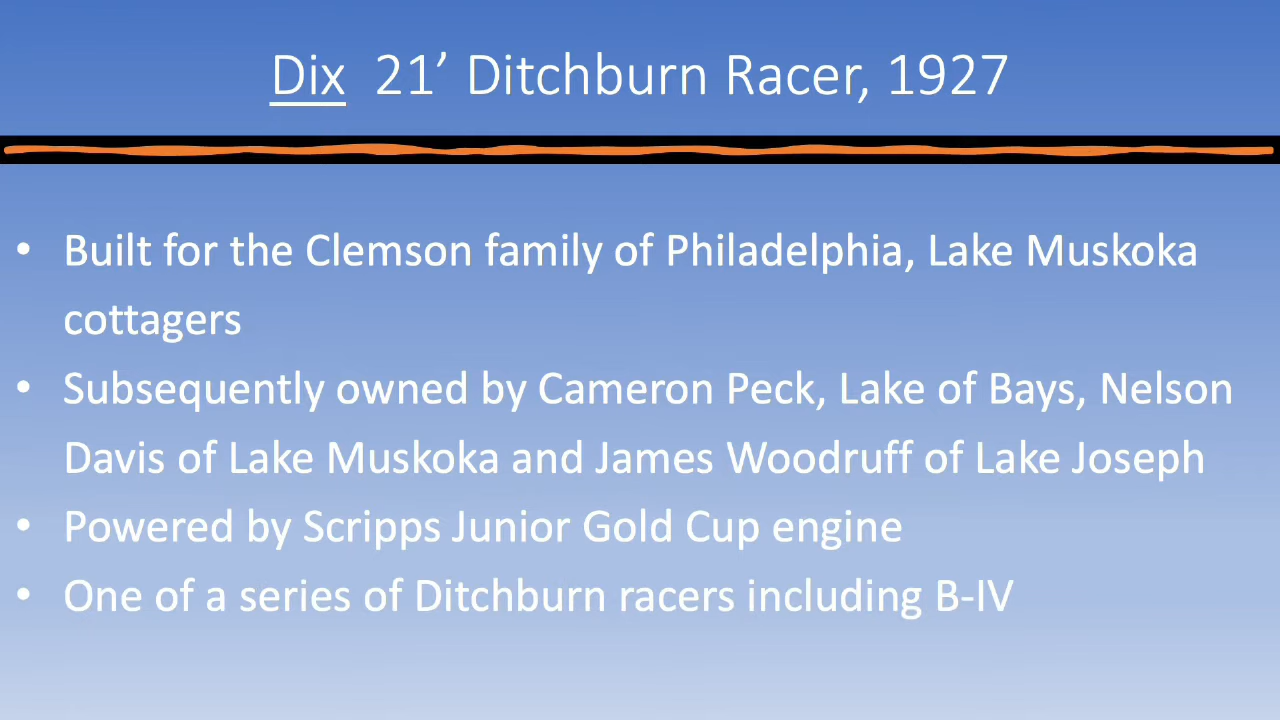 Dix 21’ Ditchburn Racer, 1927
• Built for the Clemson family of Philadelphia, Lake Muskoka
cottagers
• Subsequently owned by Cameron Peck, Lake of Bays, Nelson
Davis of Lake Muskoka and James Woodruff of Lake Joseph
• Powered by Scripps Junior Gold Cup engine
• One of a series of Ditchburn racers including B-IV